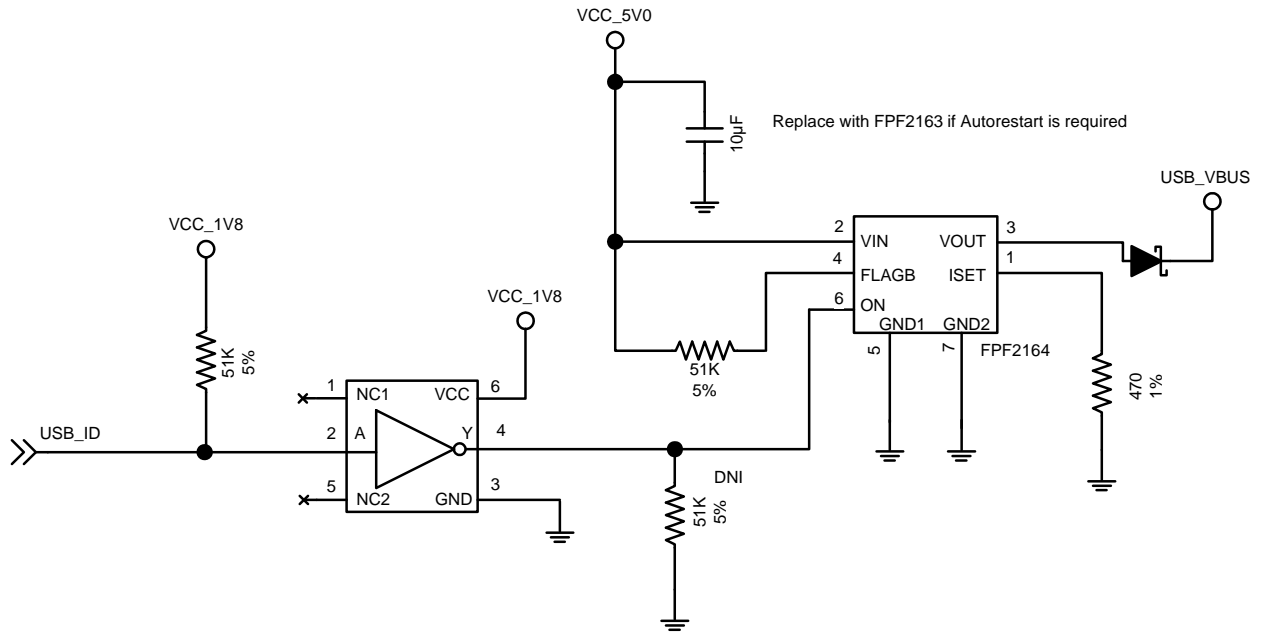 VCC_5V0
10µF
Replace with FPF2163 if Autorestart is required
USB_VBUS
VCC_1V8
2
VIN
VOUT
3
4
FLAGB
ISET
1
6
ON
GND1
GND2
5
7
FPF2164
VCC_1V8
51K
5%
51K
5%
470
1%
1
NC1
VCC
6
USB_ID
2
A
Y
4
5
NC2
GND
3
DNI
51K
5%